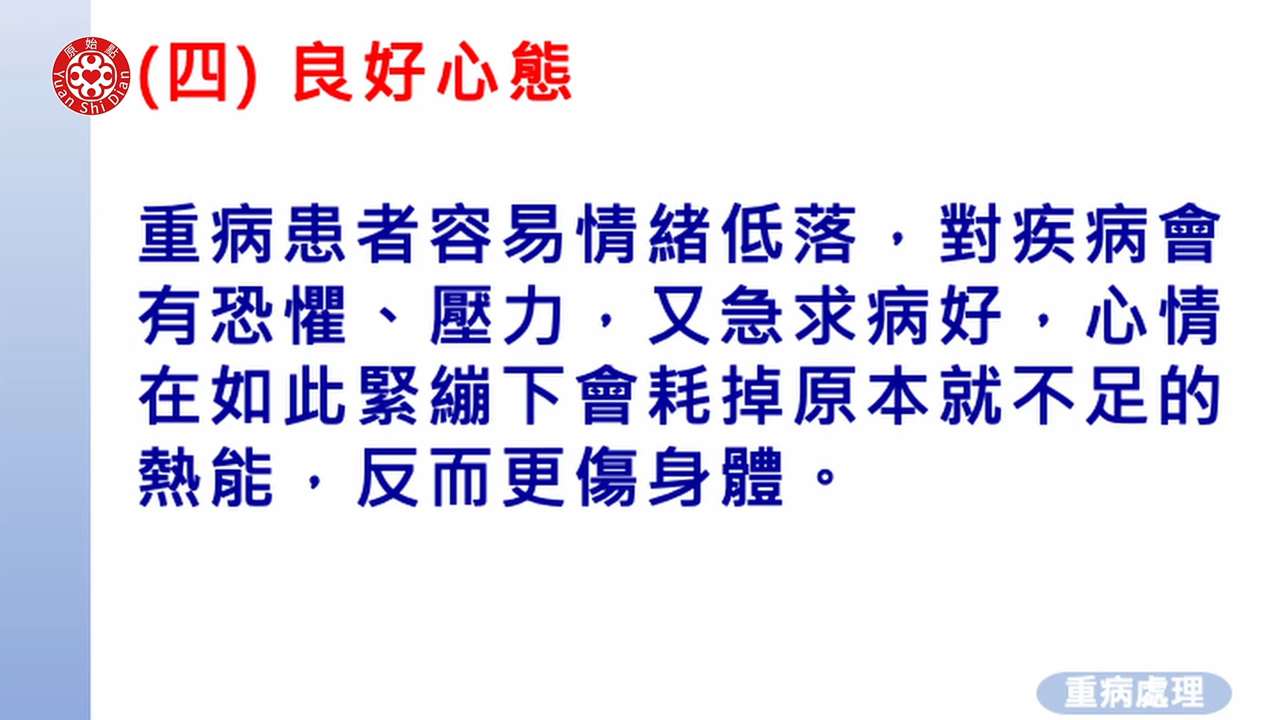 原始點
Yuan Shi Dian
(四) 良好心態
重病患者容易情緒低落，對疾病會
有恐懼、壓力，又急求病好，心情
在如此緊繃下會耗掉原本就不足的
熱能，反而更傷身體。
重病處理